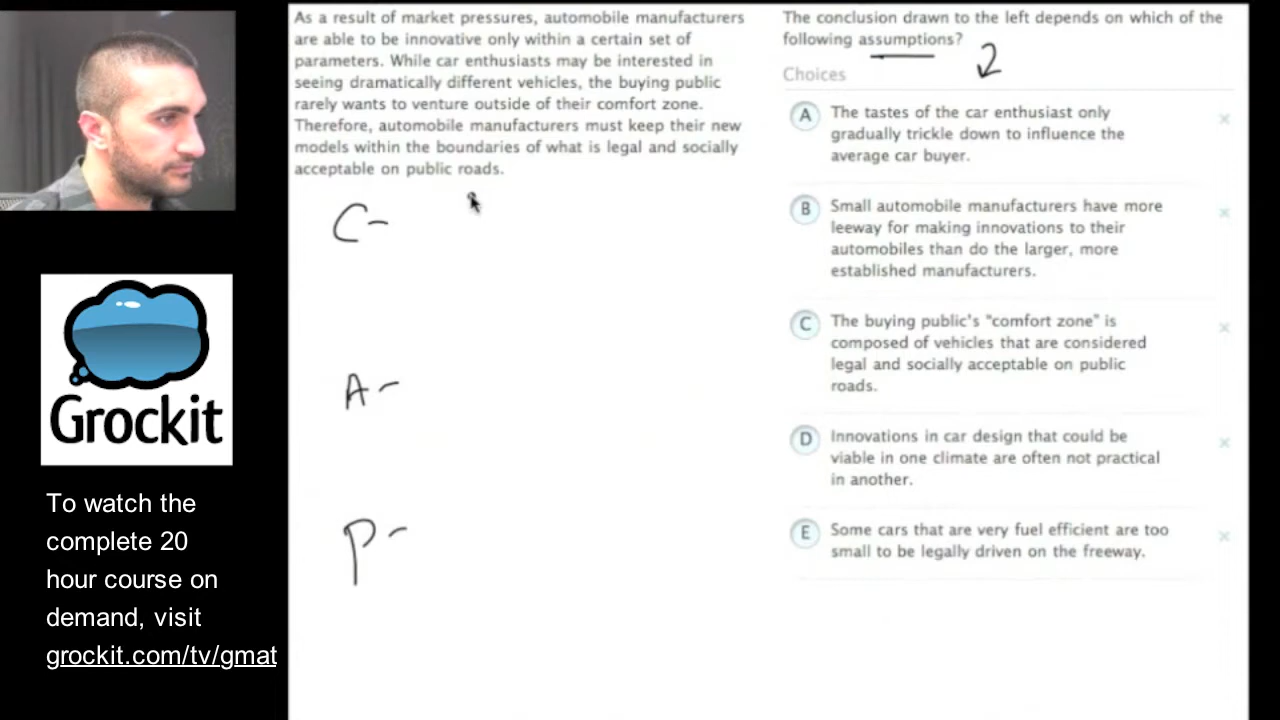 As a result of market pressures, automobile manufacturers
are able to be innovative only within a certain set of
parameters. While car enthusiasts may be interested in
seeing dramatically different vehicles, the buying public
rarely wants to venture outside of their comfort zone.
Therefore, automobile manufacturers must keep their new
models within the boundaries of what is legal and socially
acceptable on public roads.
C-
A-
P-
The conclusion drawn to the left depends on which of the
following assumptions?
2
Choices
A The tastes of the car enthusiast only
gradually trickle down to influence the
average car buyer.
B Small automobile manufacturers have more
leeway for making innovations to their
automobiles than do the larger, more
established manufacturers.
C The buying public's "comfort zone" is
composed of vehicles that are considered
legal and socially acceptable on public
roads.
D Innovations in car design that could be
viable in one climate are often not practical
in another.
E Some cars that are very fuel efficient are too
small to be legally driven on the freeway.
Grockit
To watch the
complete 20
hour course on
demand, visit
grockit.com/tv/gmat